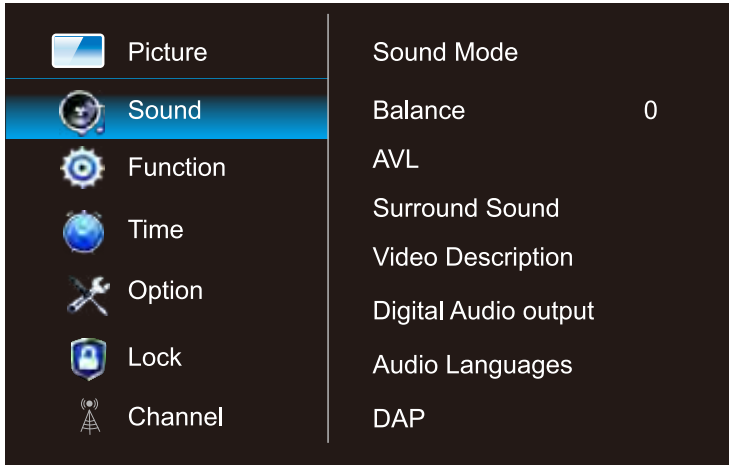 Picture
Sound
Function
Time
Option
Lock
Channel
Sound Mode
Balance 0
AVL
Surround Sound
Video Description
Digital Audio output
Audio Languages
DAP